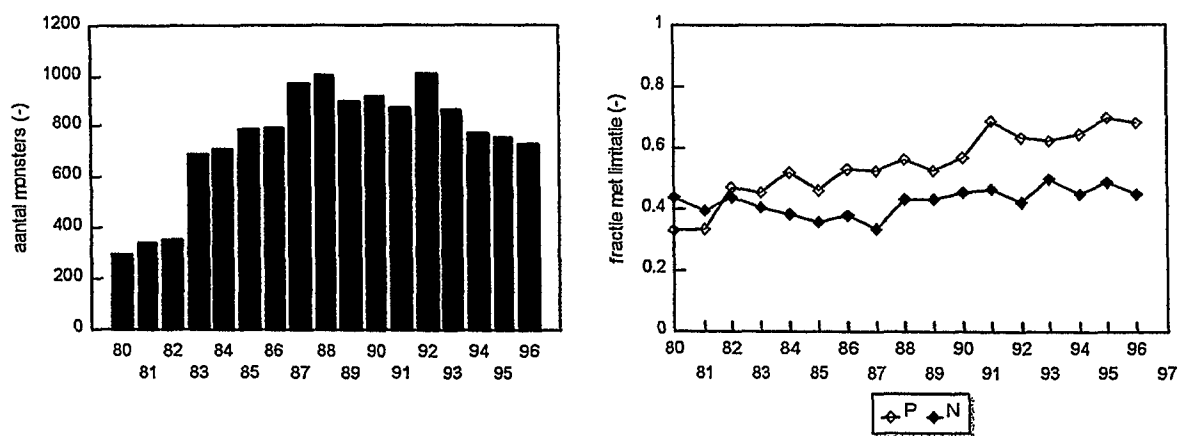 1200
1000
800
600
400
200
0
aantal monsters (-)
80 82 84 86 88 90 92 94 96
81 83 85 87 89 91 93 95
1
0.8
0.6
0.4
0.2
0
fractie met limitatie (-)
80 82 84 86 88 90 92 94 96
81 83 85 87 89 91 93 95 97
P N